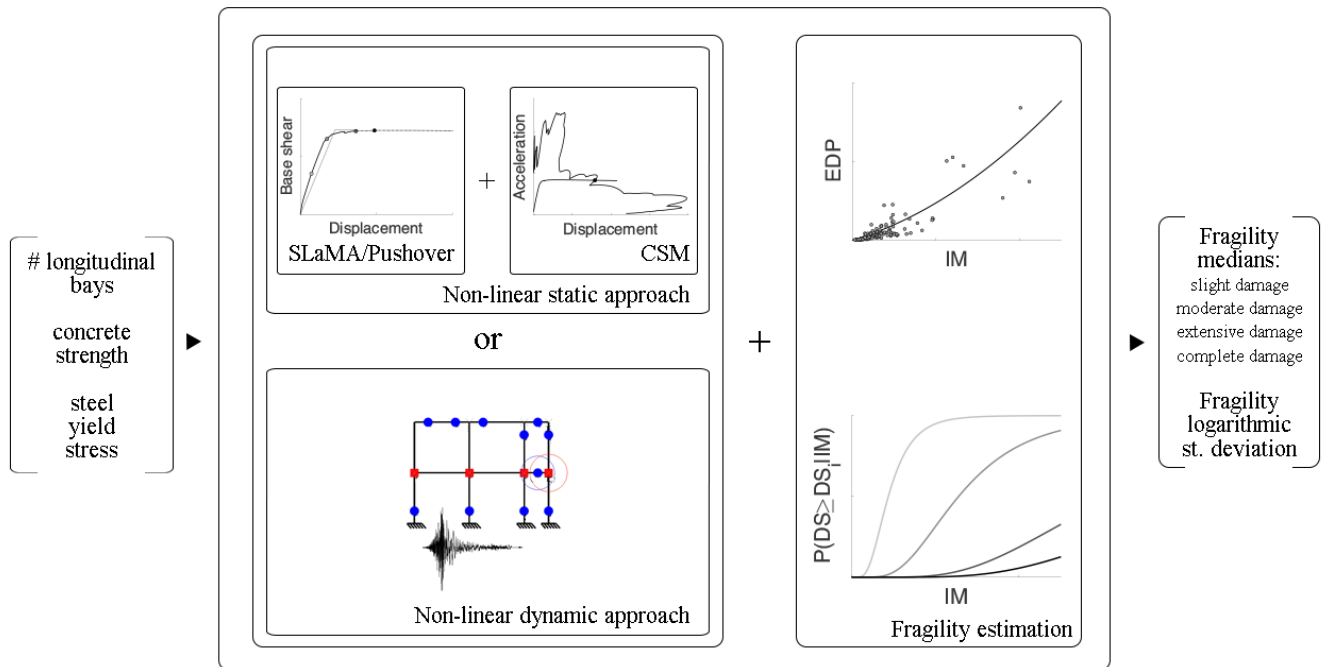 # longitudinal
bays
concrete
strength
steel
yield
stress
Base shear
Displacement
SLaMA/Pushover
+
Acceleration
Displacement
CSM
Non-linear static approach
or
Non-linear dynamic approach
+
EDP
IM
P(DS≥DS_i|IM)
IM
Fragility estimation
Fragility
medians:
slight damage
moderate damage
extensive damage
complete damage
Fragility
logarithmic
st. deviation